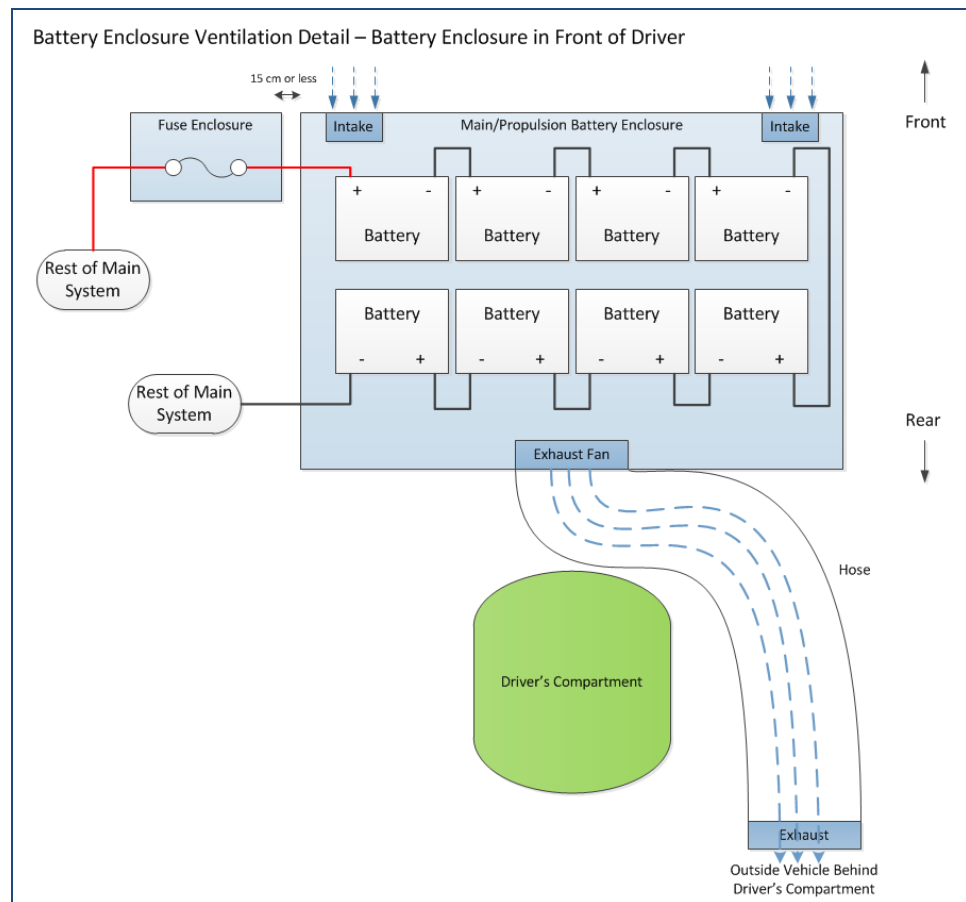 Battery Enclosure Ventilation Detail – Battery Enclosure in Front of Driver
15 cm or less
Front
Fuse Enclosure
Intake
Main/Propulsion Battery Enclosure
Intake
+ -
+ -
+ -
+ -
Battery
Battery
Battery
Battery
Rest of Main
System
Battery
Battery
Battery
Battery
- +
- +
- +
- +
Rest of Main
System
Rear
Exhaust Fan
Hose
Driver's Compartment
Exhaust
Outside Vehicle Behind
Driver's Compartment